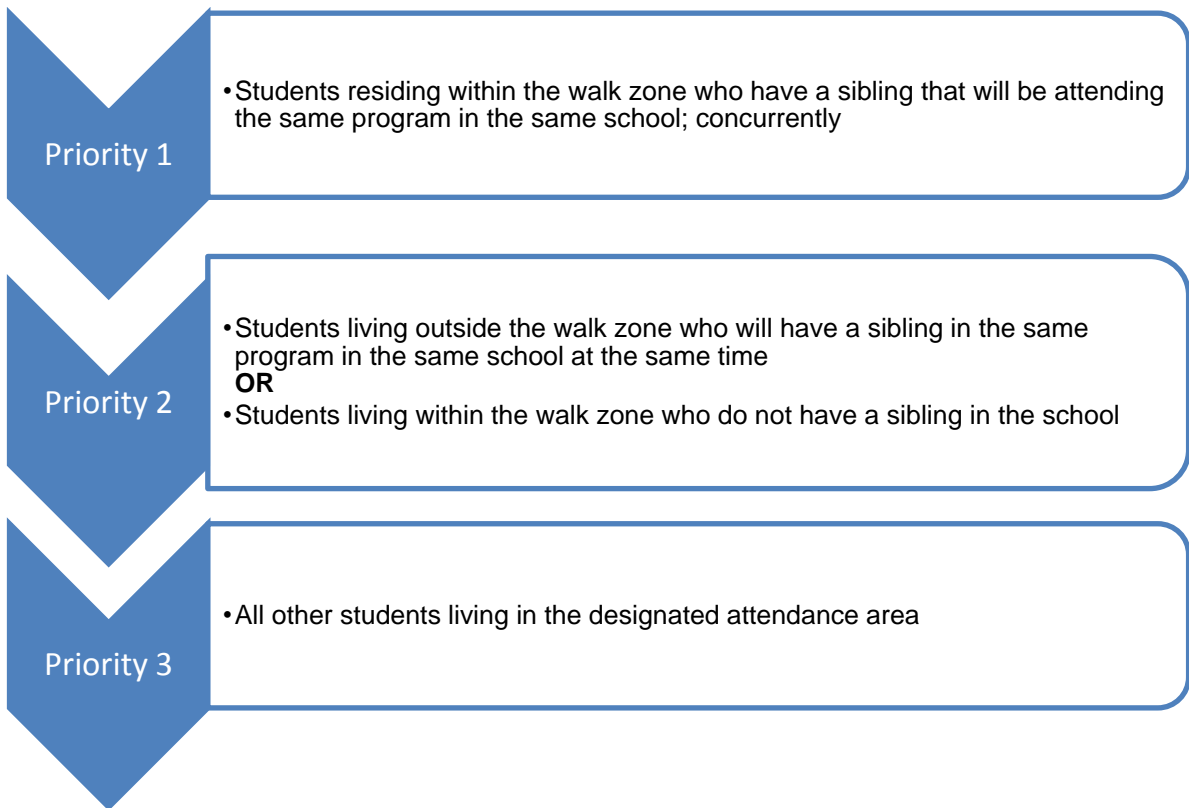 Priority 1
•Students residing within the walk zone who have a sibling that will be attending
the same program in the same school; concurrently
Priority 2
•Students living outside the walk zone who will have a sibling in the same
program in the same school at the same time
OR
•Students living within the walk zone who do not have a sibling in the school
Priority 3
•All other students living in the designated attendance area